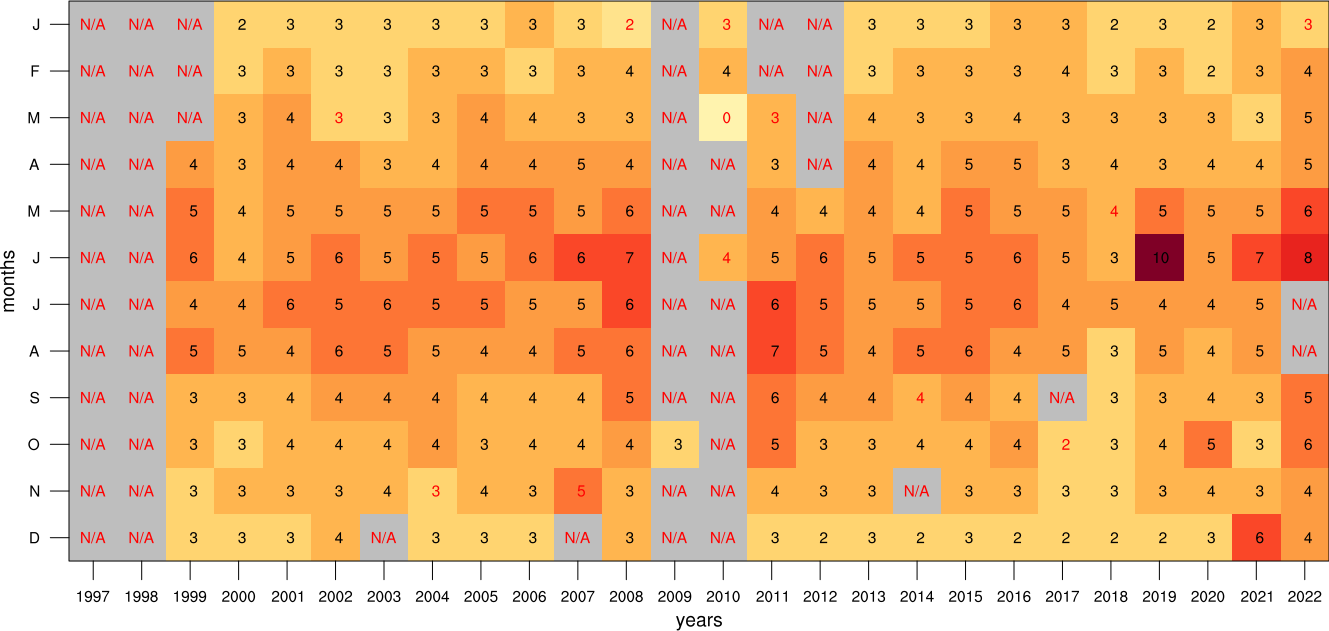 J N/A N/A N/A 2 3 3 3 3 3 3 3 2 N/A 3 N/A N/A 3 3 3 3 3 2 3 2 3 3
F N/A N/A N/A 3 3 3 3 3 3 3 3 4 N/A 4 N/A N/A 3 3 3 3 4 3 3 2 3 4
M N/A N/A N/A 3 4 3 3 3 4 4 3 3 N/A 0 3 N/A 4 3 3 4 3 3 3 3 3 5
A N/A N/A 4 3 4 4 3 4 4 4 5 4 N/A N/A 3 N/A 4 4 5 5 3 4 3 4 4 5
M N/A N/A 5 4 5 5 5 5 5 5 5 6 N/A N/A 4 4 4 4 5 5 5 4 5 5 5 6
J N/A N/A 6 4 5 6 5 5 5 6 6 7 N/A 4 5 6 5 5 5 6 5 3 10 5 7 8
J N/A N/A 4 4 6 5 6 5 5 5 5 6 N/A N/A 6 5 5 5 5 6 4 5 4 4 5 N/A
A N/A N/A 5 5 4 6 5 5 4 4 5 6 N/A N/A 7 5 4 5 6 4 5 3 5 4 5 N/A
S N/A N/A 3 3 4 4 4 4 4 4 4 5 N/A N/A 6 4 4 4 4 4 N/A 3 3 4 3 5
O N/A N/A 3 3 4 4 4 4 3 4 4 4 3 N/A 5 3 3 4 4 4 2 3 4 5 3 6
N N/A N/A 3 3 3 3 4 3 4 3 5 3 N/A N/A 4 3 3 N/A 3 3 3 3 3 4 3 4
D N/A N/A 3 3 3 4 N/A 3 3 3 N/A 3 N/A N/A 3 2 3 2 3 2 2 2 2 3 6 4
months
1997 1998 1999 2000 2001 2002 2003 2004 2005 2006 2007 2008 2009 2010 2011 2012 2013 2014 2015 2016 2017 2018 2019 2020 2021 2022
years